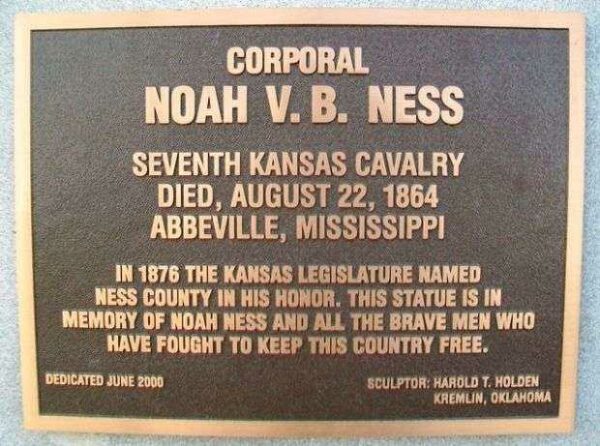 CORPORAL
NOAH V. B. NESS
SEVENTH KANSAS CAVALRY
DIED, AUGUST 22, 1864
ABBEVILLE, MISSISSIPPI
IN 1876 THE KANSAS LEGISLATURE NAMED
NESS COUNTY IN HIS HONOR. THIS STATUE IS IN
MEMORY OF NOAH NESS AND ALL THE BRAVE MEN WHO
HAVE FOUGHT TO KEEP THIS COUNTRY FREE.
DEDICATED JUNE 2000
SCULPTOR: HAROLD T. HOLDEN
KREMLIN, OKLAHOMA